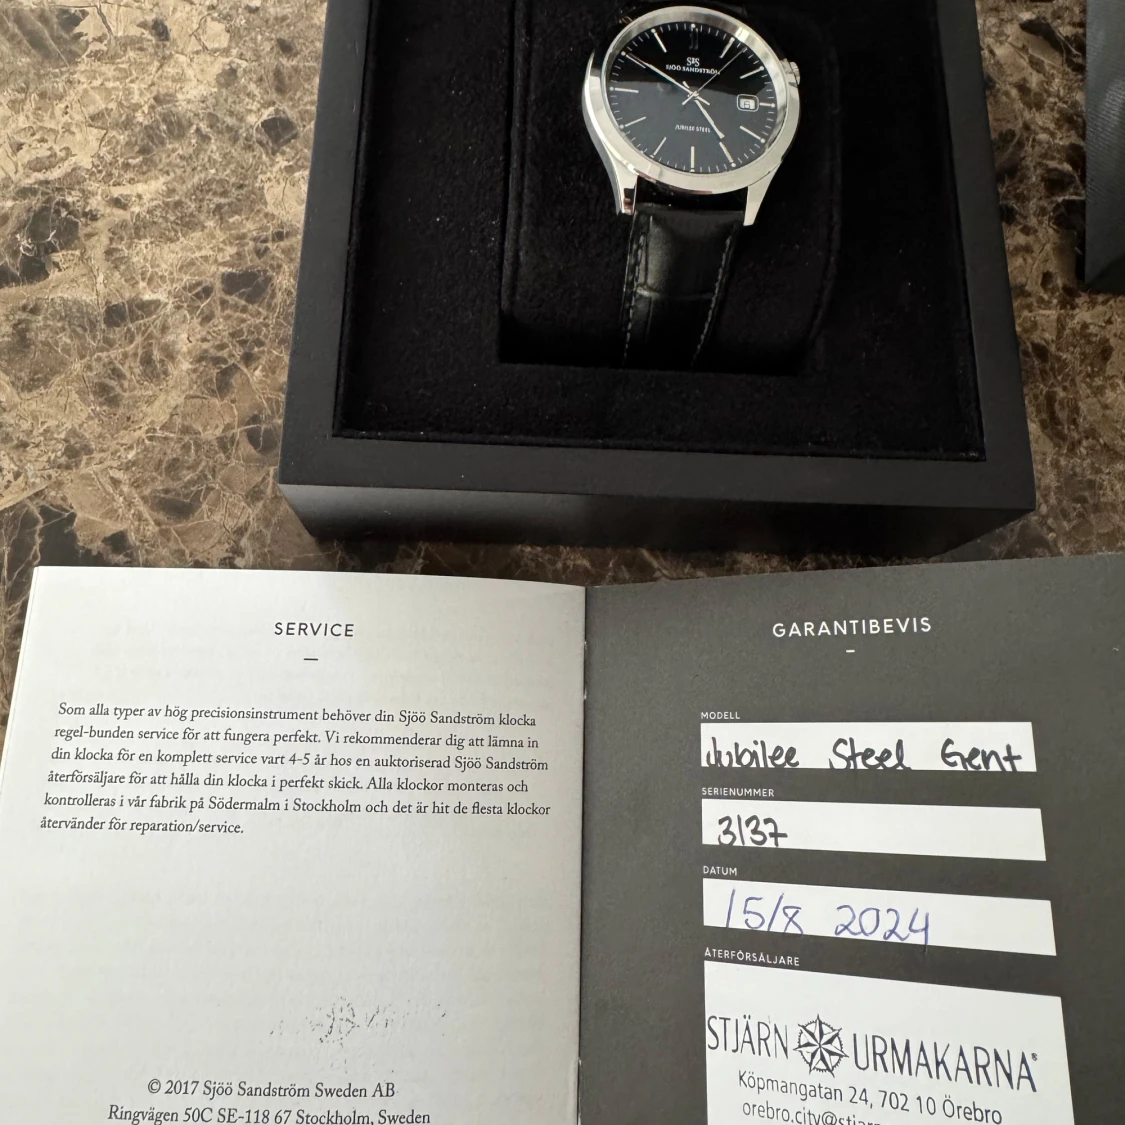 S&S
SJÖÖ SANDSTRÖM
6
JUBILEE STEEL
SERVICE
Som alla typer av hög precisionsinstrument behöver din Sjöö Sandström klocka
regel-bunden service för att fungera perfekt. Vi rekommenderar dig att lämna in
din klocka för en komplett service vart 4-5 år hos en auktoriserad Sjöö Sandström
återförsäljare för att hålla din klocka i perfekt skick. Alla klockor monteras och
kontrolleras i vår fabrik på Södermalm i Stockholm och det är hit de flesta klockor
återvänder för reparation/service.
© 2017 Sjöö Sandström Sweden AB
Ringvägen 50C SE-118 67 Stockholm, Sweden
GARANTIBEVIS
MODELL
Jubilee Steel Gent
SERIENUMMER
3137
DATUM
15/8 2024
ÅTERFÖRSÄLJARE
STJÄRN URMAKARNA®
Köpmangatan 24, 702 10 Örebro